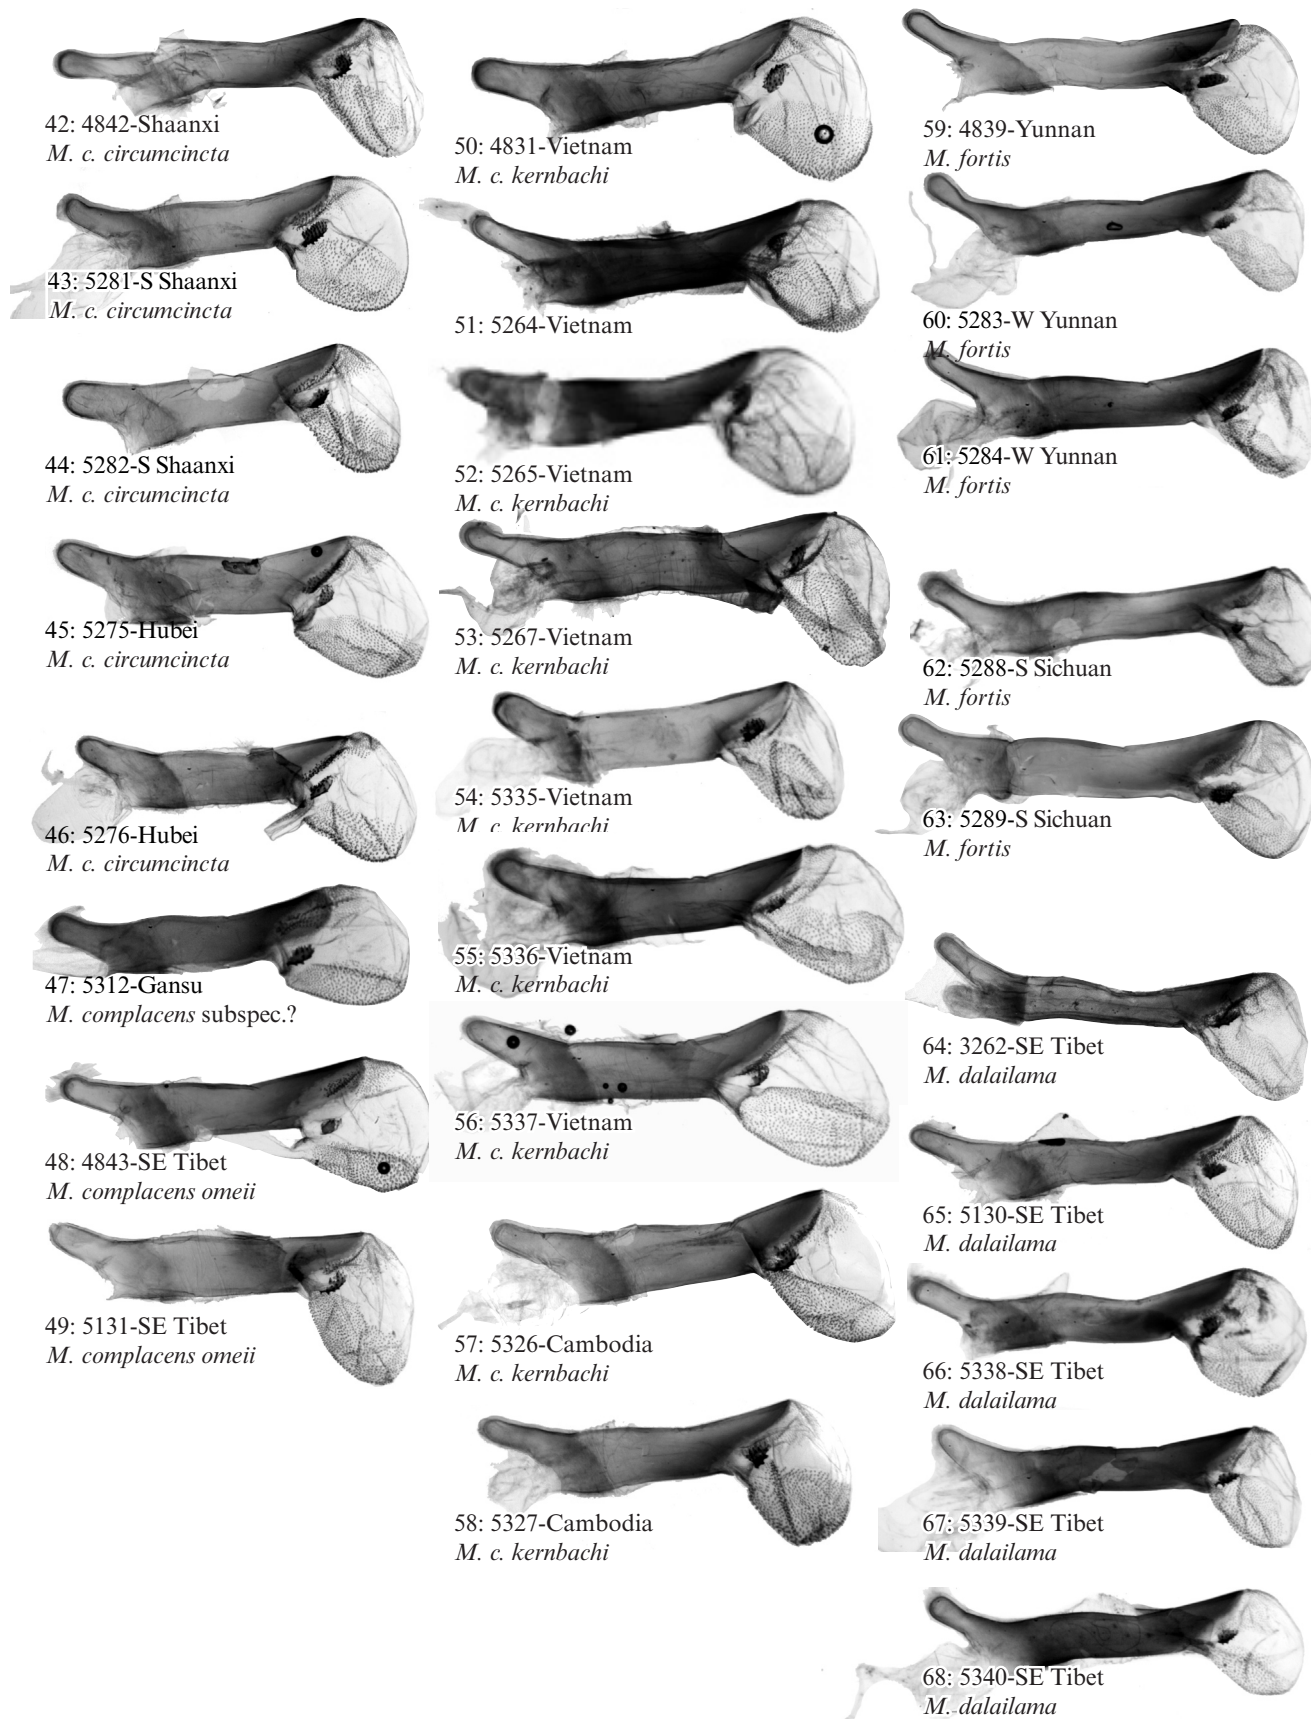 42: 4842-Shaanxi
M. c. circumcincta
43: 5281-S Shaanxi
M. c. circumcincta
44: 5282-S Shaanxi
M. c. circumcincta
45: 5275-Hubei
M. c. circumcincta
46: 5276-Hubei
M. c. circumcincta
47: 5312-Gansu
M. complacens subspec.?
48: 4843-SE Tibet
M. complacens omeii
49: 5131-SE Tibet
M. complacens omeii
50: 4831-Vietnam
M. c. kernbachi
51: 5264-Vietnam
52: 5265-Vietnam
M. c. kernbachi
53: 5267-Vietnam
M. c. kernbachi
54: 5335-Vietnam
M. c. kernbachi
55: 5336-Vietnam
M. c. kernbachi
56: 5337-Vietnam
M. c. kernbachi
57: 5326-Cambodia
M. c. kernbachi
58: 5327-Cambodia
M. c. kernbachi
59: 4839-Yunnan
M. fortis
60: 5283-W Yunnan
M. fortis
61: 5284-W Yunnan
M. fortis
62: 5288-S Sichuan
M. fortis
63: 5289-S Sichuan
M. fortis
64: 3262-SE Tibet
M. dalailama
65: 5130-SE Tibet
M. dalailama
66: 5338-SE Tibet
M. dalailama
67: 5339-SE Tibet
M. dalailama
68: 5340-SE Tibet
M. dalailama